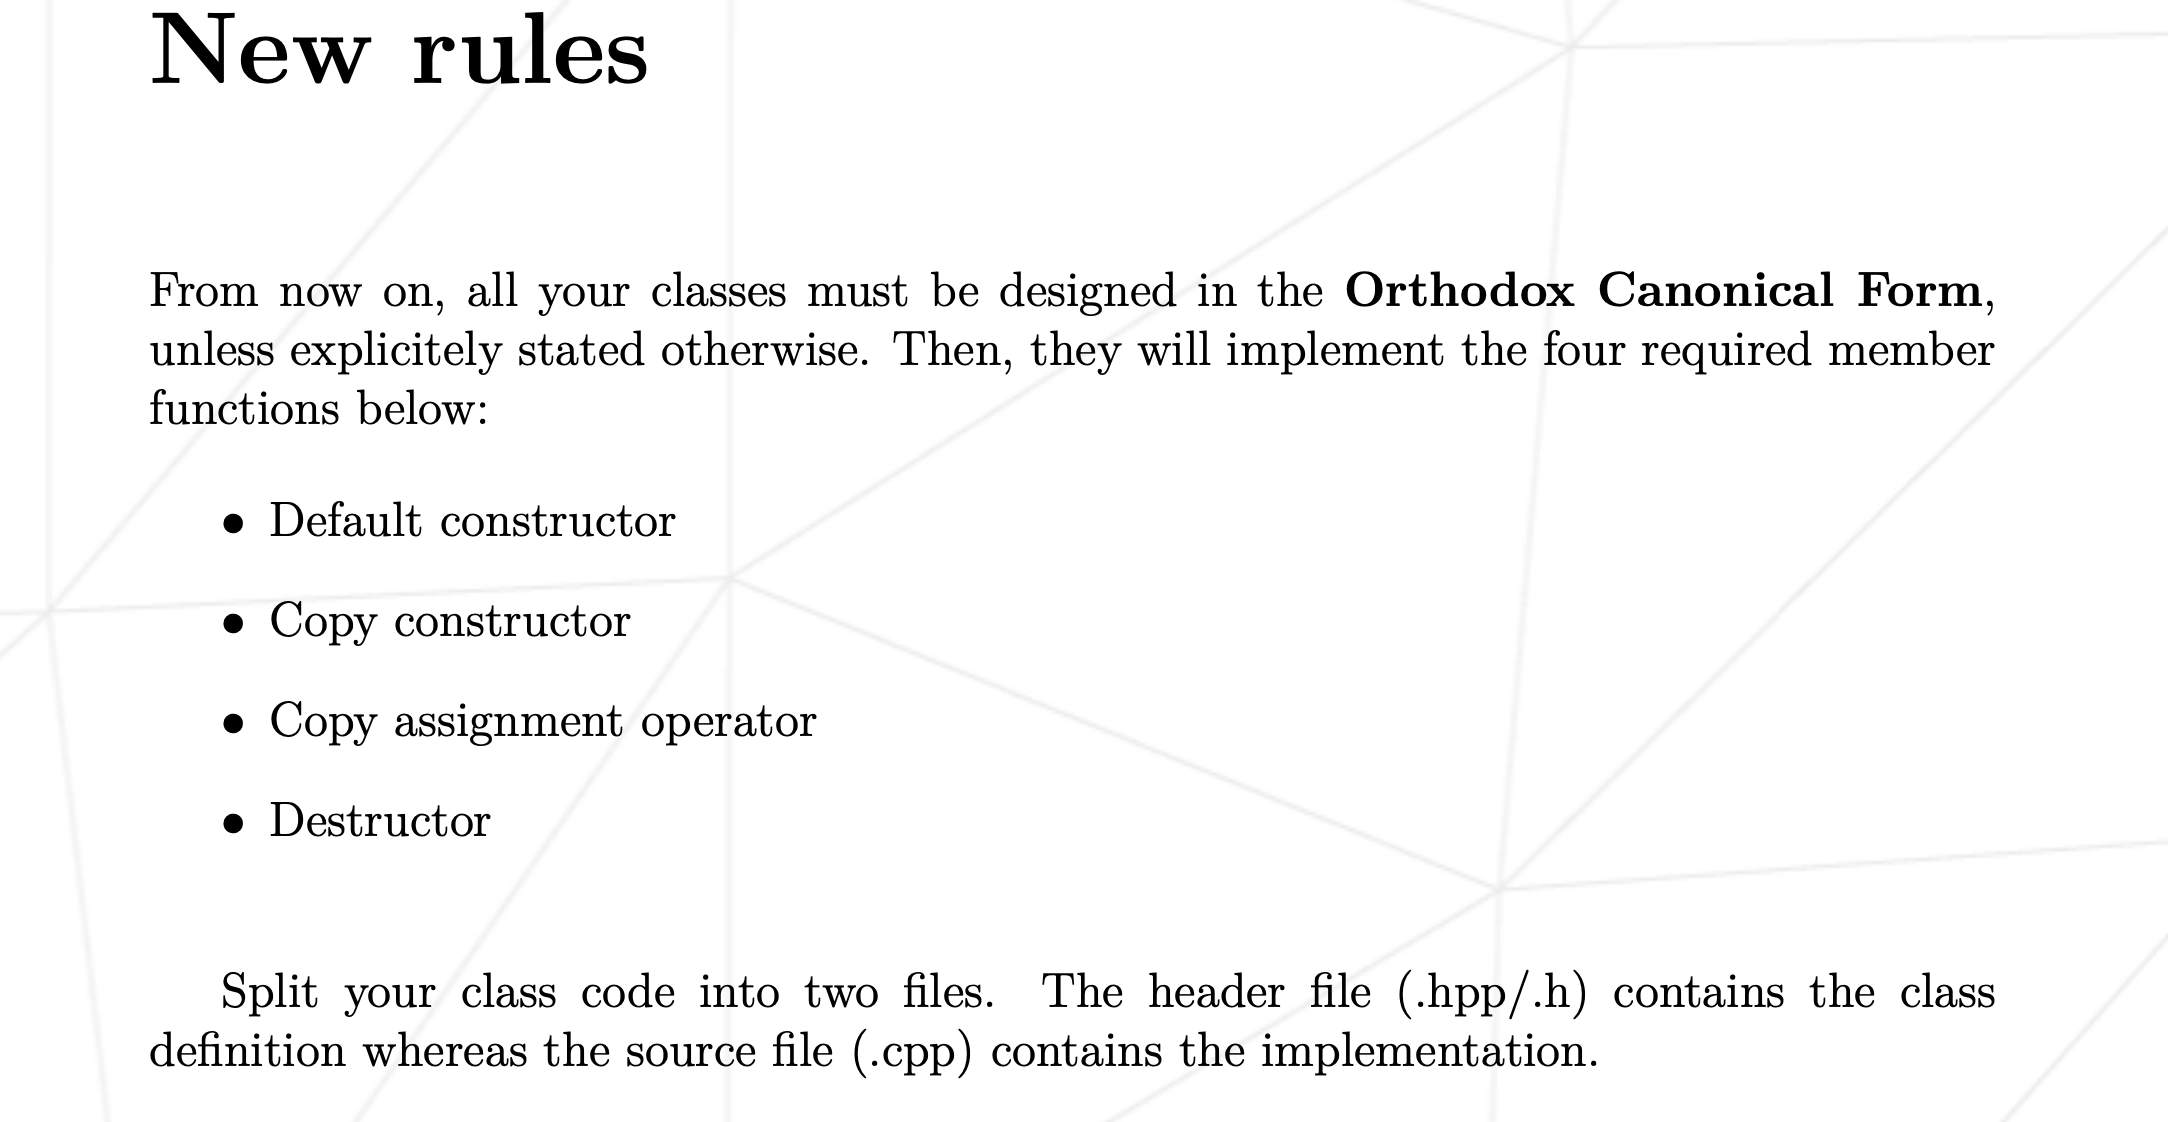 New rules
From now on, all your classes must be designed in the Orthodox Canonical Form,
unless explicitely stated otherwise. Then, they will implement the four required member
functions below:
• Default constructor
• Copy constructor
• Copy assignment operator
• Destructor
Split your class code into two files. The header file (.hpp/.h) contains the class
definition whereas the source file (.cpp) contains the implementation.